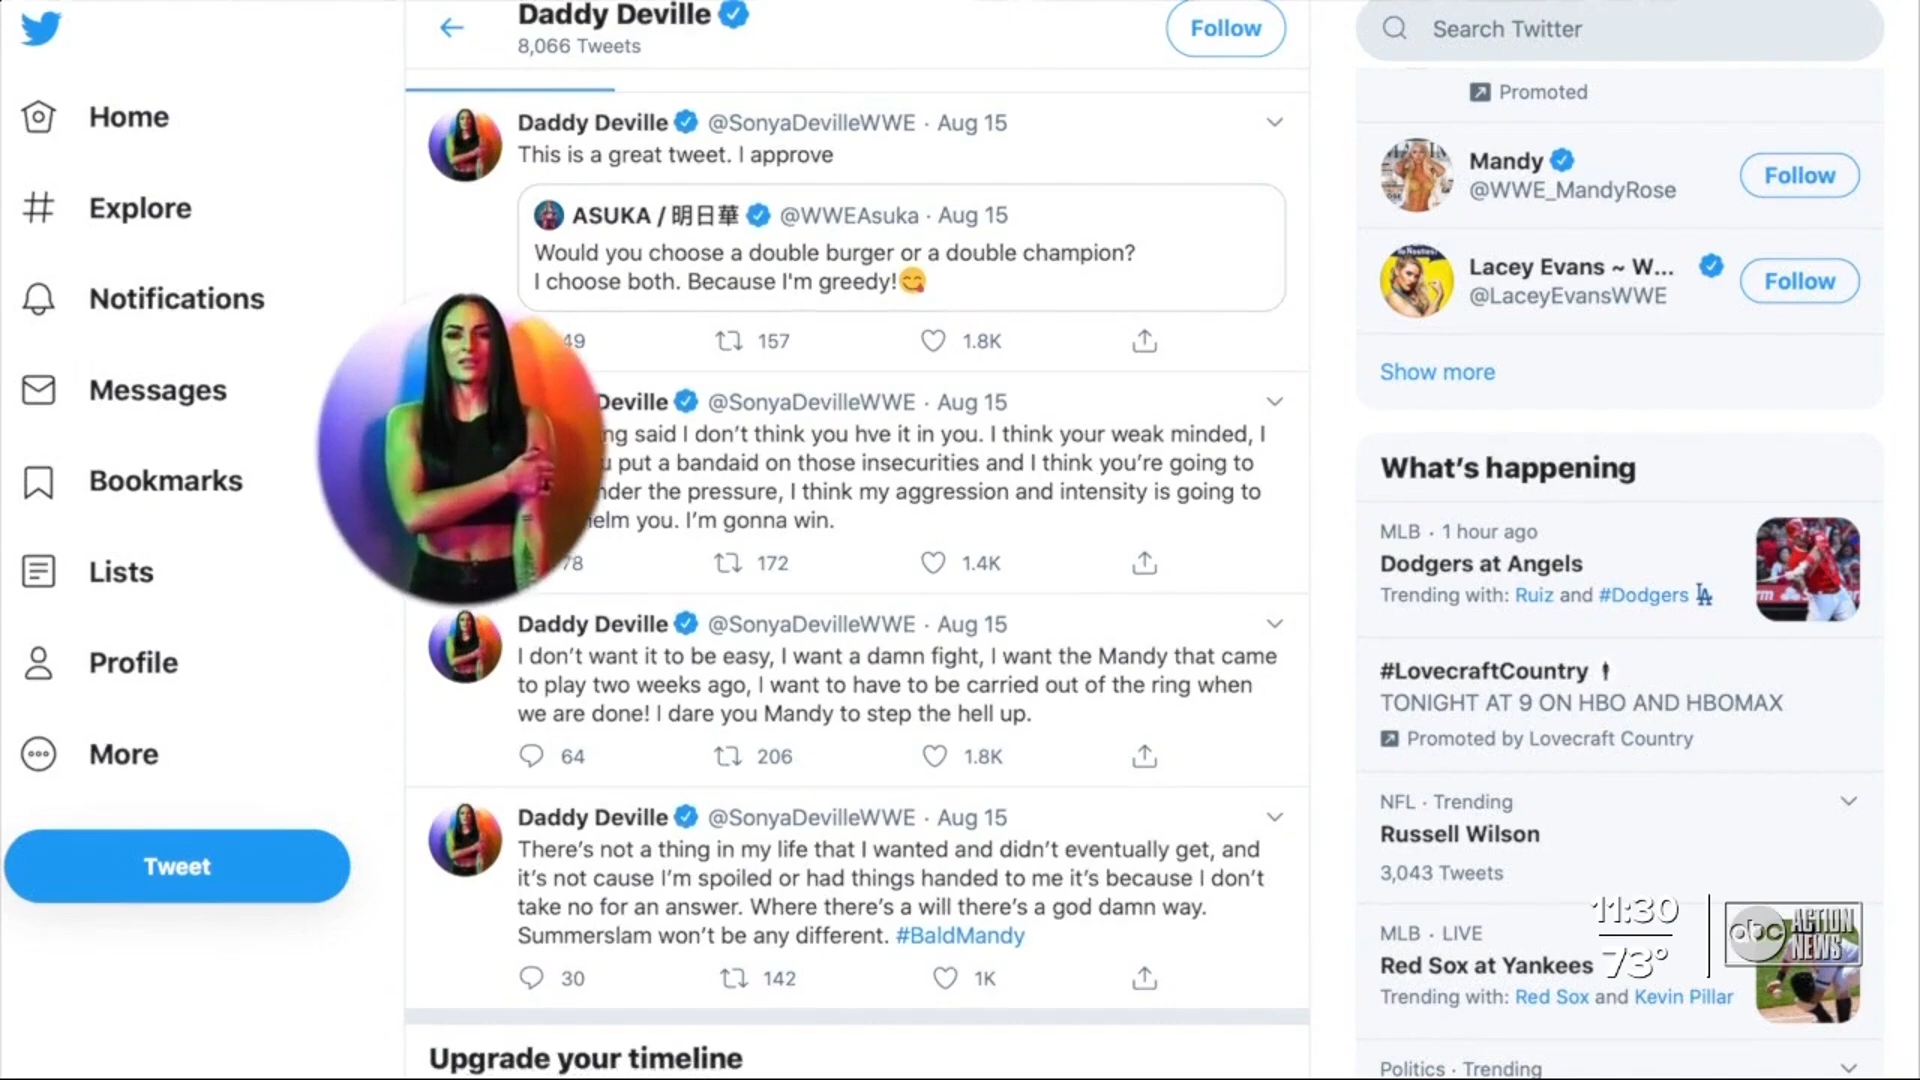 Daddy Deville
8,066 Tweets
Follow
Search Twitter
Home
Explore
Notifications
Messages
Bookmarks
Lists
Profile
More
Tweet
Daddy Deville @SonyaDevilleWWE · Aug 15
This is a great tweet. I approve
ASUKA / 明日華 @WWEAsuka · Aug 15
Would you choose a double burger or a double champion?
I choose both. Because I'm greedy!😋
49 157 1.8K
Deville @SonyaDevilleWWE · Aug 15
said I don't think you hve it in you. I think your weak minded, I
put a bandaid on those insecurities and I think you're going to
the pressure, I think my aggression and intensity is going to
you. I'm gonna win.
78 172 1.4K
Daddy Deville @SonyaDevilleWWE · Aug 15
I don't want it to be easy, I want a damn fight, I want the Mandy that came
to play two weeks ago, I want to have to be carried out of the ring when
we are done! I dare you Mandy to step the hell up.
64 206 1.8K
Daddy Deville @SonyaDevilleWWE · Aug 15
There's not a thing in my life that I wanted and didn't eventually get, and
it's not cause I'm spoiled or had things handed to me it's because I don't
take no for an answer. Where there's a will there's a god damn way.
Summerslam won't be any different. #BaldMandy
30 142 1K
Upgrade your timeline
Promoted
Mandy
@WWE_MandyRose
Follow
Lacey Evans ~ W...
@LaceyEvansWWE
Follow
Show more
What's happening
MLB · 1 hour ago
Dodgers at Angels
Trending with: Ruiz and #Dodgers
#LovecraftCountry
TONIGHT AT 9 ON HBO AND HBOMAX
Promoted by Lovecraft Country
NFL · Trending
Russell Wilson
3,043 Tweets
MLB · LIVE
Red Sox at Yankees
Trending with: Red Sox and Kevin Pillar
Politics · Trending
11:30
73°
abc ACTION
NEWS